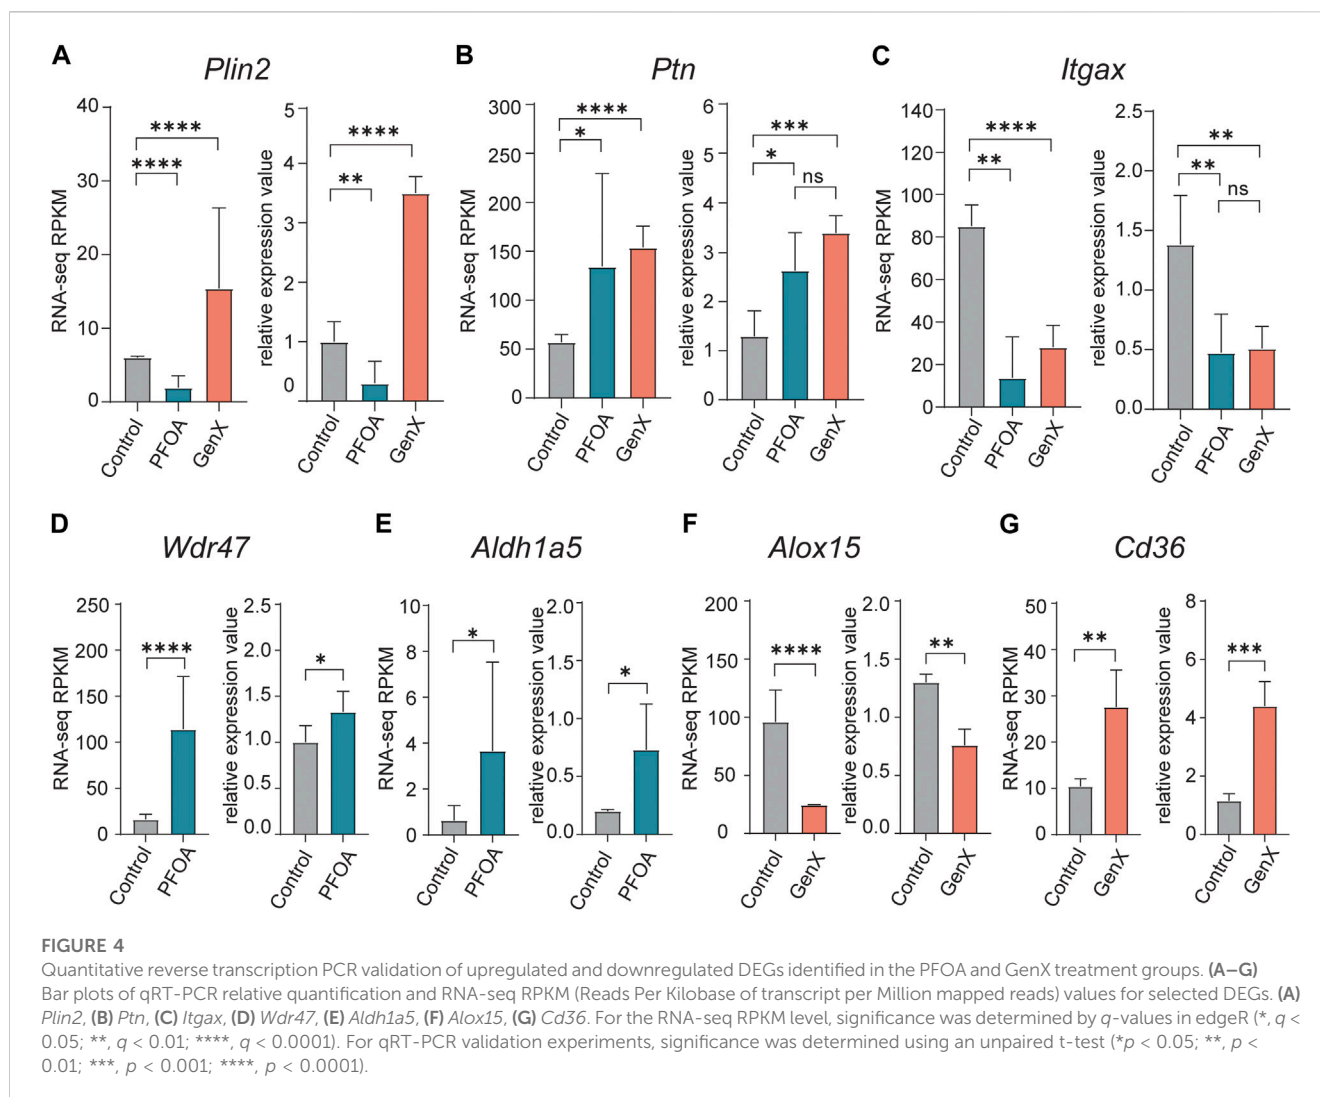 A
Plin2
RNA-seq RPKM
40
30
20
10
0
****
****
Control
PFOA
GenX
relative expression value
5
4
3
2
1
0
****
**
Control
PFOA
GenX
B
Ptn
RNA-seq RPKM
300
250
200
150
100
50
0
****
*
Control
PFOA
GenX
relative expression value
6
5
4
3
2
1
0
***
*
ns
Control
PFOA
GenX
C
Itgax
RNA-seq RPKM
140
120
100
80
60
40
20
0
****
**
Control
PFOA
GenX
relative expression value
2.5
2.0
1.5
1.0
0.5
0.0
**
**
ns
Control
PFOA
GenX
D
Wdr47
RNA-seq RPKM
250
200
150
100
50
0
****
Control
PFOA
relative expression value
2.5
2.0
1.5
1.0
0.5
0.0
*
Control
PFOA
E
Aldh1a5
RNA-seq RPKM
10
8
6
4
2
0
*
Control
PFOA
relative expression value
2.0
1.5
1.0
0.5
0.0
*
Control
PFOA
F
Alox15
RNA-seq RPKM
200
150
100
50
0
****
Control
GenX
relative expression value
2.0
1.5
1.0
0.5
0.0
**
Control
GenX
G
Cd36
RNA-seq RPKM
50
40
30
20
10
0
**
Control
GenX
8
6
4
2
0
***
Control
GenX
relative expression value
FIGURE 4
Quantitative reverse transcription PCR validation of upregulated and downregulated DEGs identified in the PFOA and GenX treatment groups. (A–G)
Bar plots of qRT-PCR relative quantification and RNA-seq RPKM (Reads Per Kilobase of transcript per Million mapped reads) values for selected DEGs. (A)
Plin2, (B) Ptn, (C) Itgax, (D) Wdr47, (E) Aldh1a5, (F) Alox15, (G) Cd36. For the RNA-seq RPKM level, significance was determined by q-values in edgeR (*, q <
0.05; **, q < 0.01; ****, q < 0.0001). For qRT-PCR validation experiments, significance was determined using an unpaired t-test (*p < 0.05; **, p <
0.01; ***, p < 0.001; ****, p < 0.0001).